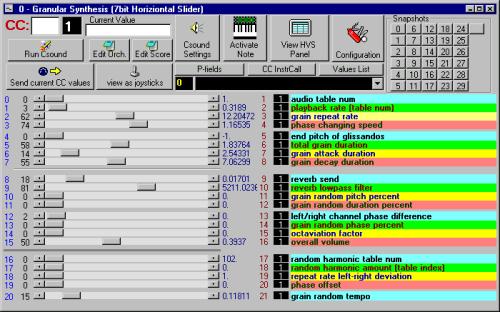 0 - Granular Synthesis (7bit Horiziontal Slider)
CC: 1 Current Value
Run Csound Edit Orch. Edit Score Csound Settings Activate Note View HVS Panel Configuration
Snapshots
0 6 12 18 24
1 7 13 19 25
2 8 14 20 26
3 9 15 21 27
4 10 16 22 28
5 11 17 23 29
Send current CC values view as joysticks
P-fields CC InstrCall Values List
0
0 0 1. 1 1 audio table num
1 3 0.3189 2 1 playback rate (table num)
2 62 12.20472 3 1 grain repeat rate
3 74 1.16535 4 1 phase changing speed
4 0 -1. 5 1 end pitch of glissandos
5 58 1.83764 6 1 total grain duration
6 14 2.54331 7 1 grain attack duration
7 55 7.06299 8 1 grain decay duration
8 18 0.01701 9 1 reverb send
9 81 5211.0236 10 1 reverb lowpass filter
10 0 0. 11 1 grain random pitch percent
11 0 0. 12 1 grain random duration percent
12 2 0. 13 1 left/right channel phase difference
13 0 0. 14 1 grain random phase percent
14 0 0. 15 1 octaviation factor
15 50 0.3937 16 1 overall volume
16 0 102. 17 1 random harmonic table num
17 0 0. 18 1 random harmonic amount (table index)
18 0 1. 19 1 repeat rate left-right deviation
19 0 0. 20 1 phase offset
20 15 0.11811 21 1 grain random tempo